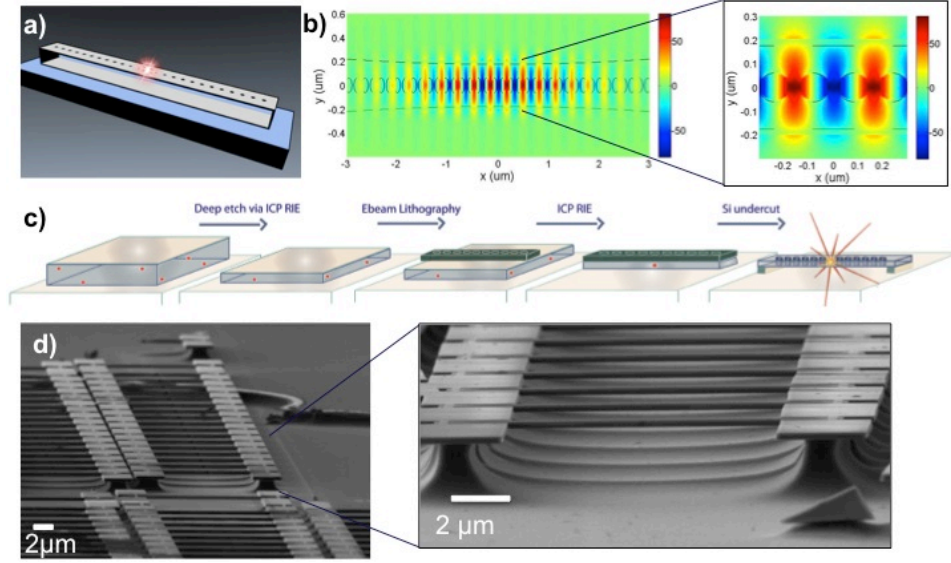 a)
b)
0.6
0.4
0.2
0
-0.2
-0.4
y (um)
-3
-2
-1
0
1
2
3
x (um)
50
0
-50
0.3
0.2
0.1
0
-0.1
-0.2
y (um)
-0.2
-0.1
0
0.1
0.2
x (um)
50
0
-50
c)
Deep etch via ICP RIE
Ebeam Lithography
ICP RIE
Si undercut
d)
2μm
2 μm